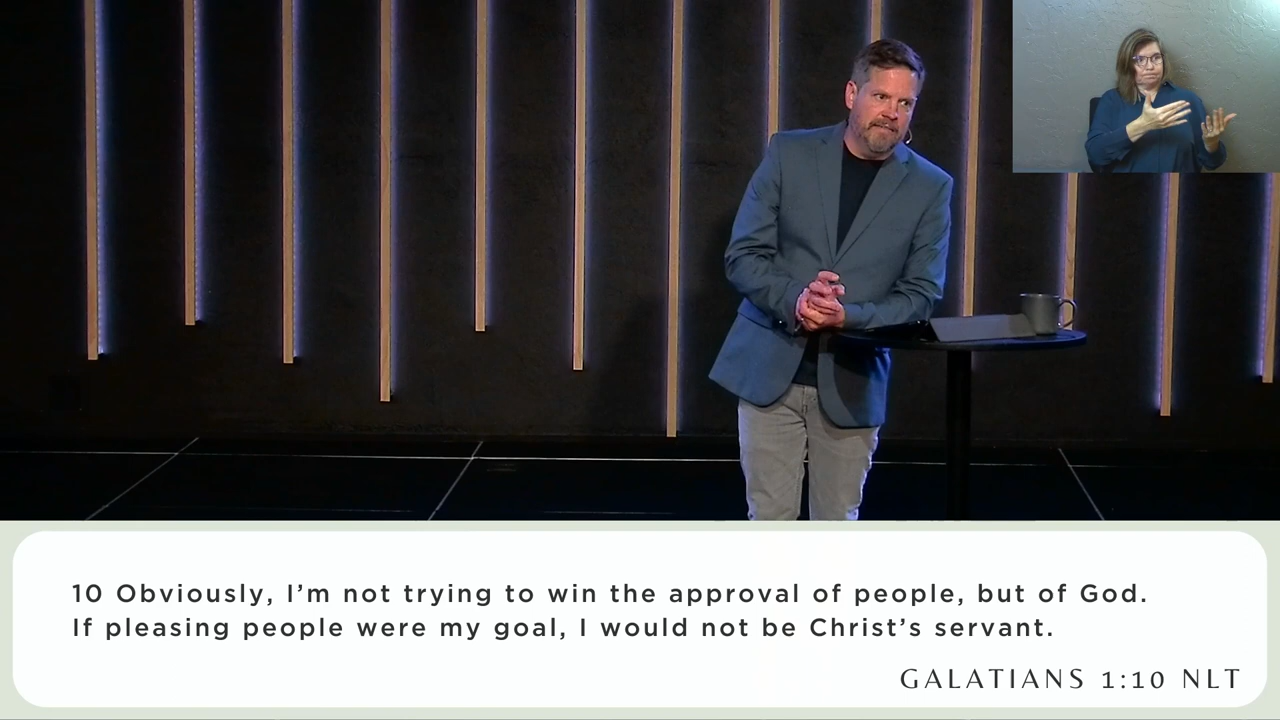 10 Obviously, I'm not trying to win the approval of people, but of God.
If pleasing people were my goal, I would not be Christ's servant.
GALATIANS 1:10 NLT